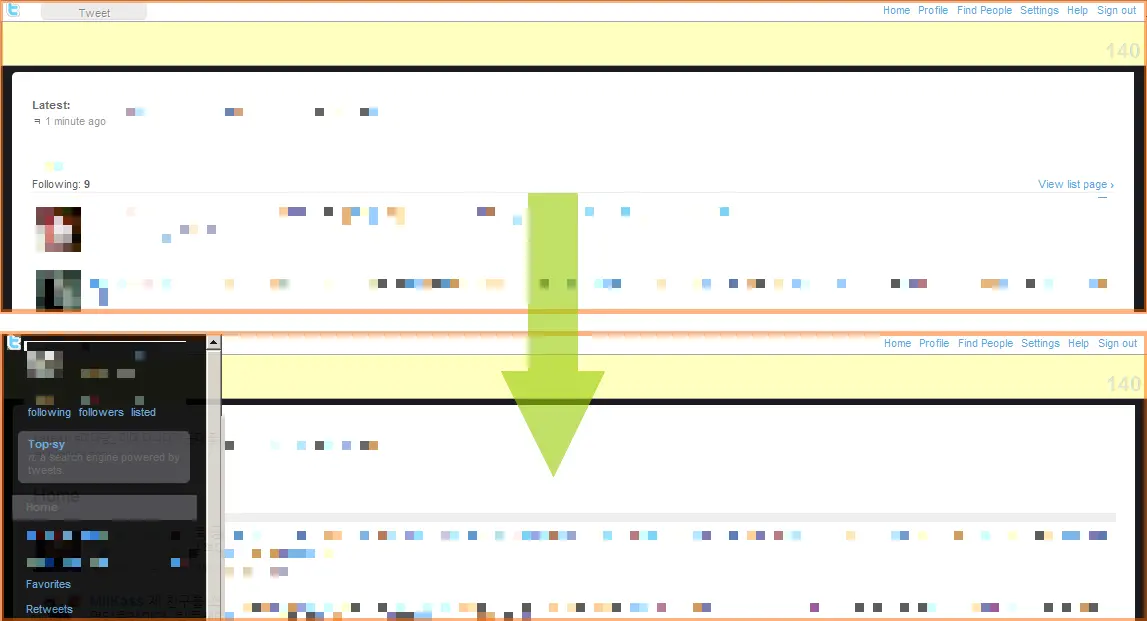 Tweet
Home Profile Find People Settings Help Sign out
140
Latest:
1 minute ago
Following: 9
View list page ›
Home Profile Find People Settings Help Sign out
140
following followers listed
Top·sy
a search engine powered by
tweets.
Home
Home
Favorites
Retweets